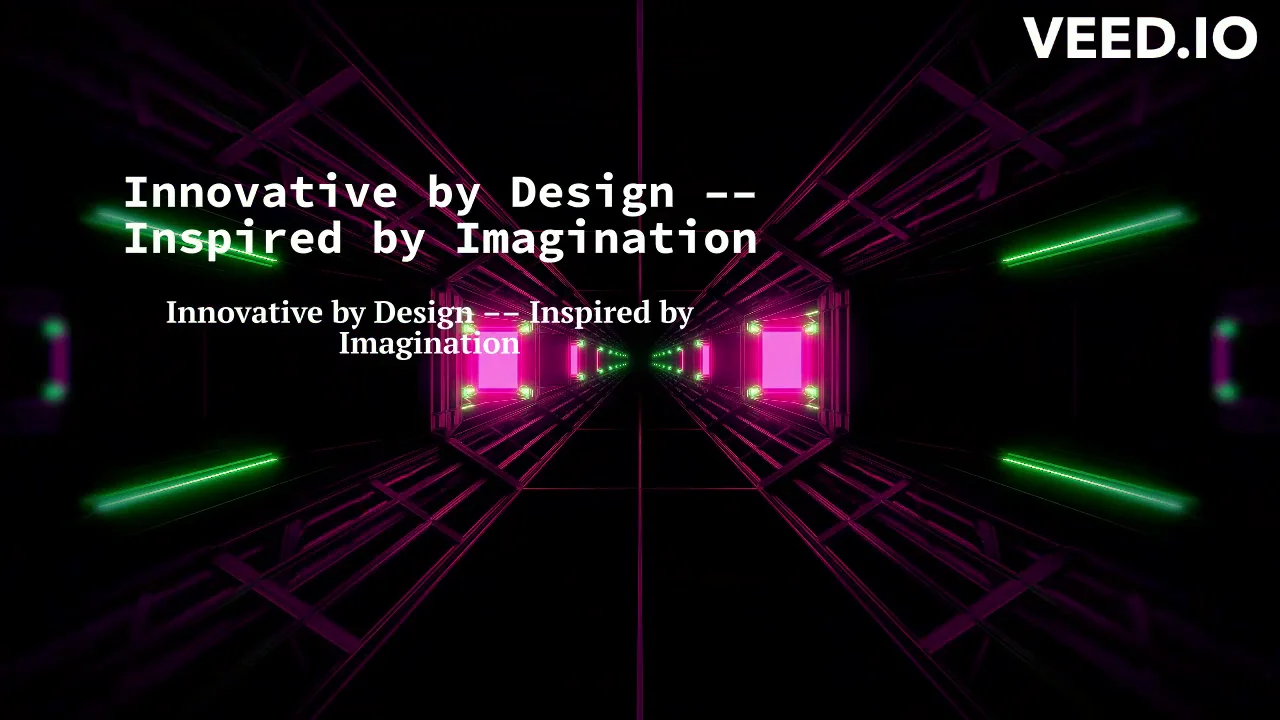 VEED.IO
Innovative by Design ––
Inspired by Imagination
Innovative by Design –– Inspired by
Imagination